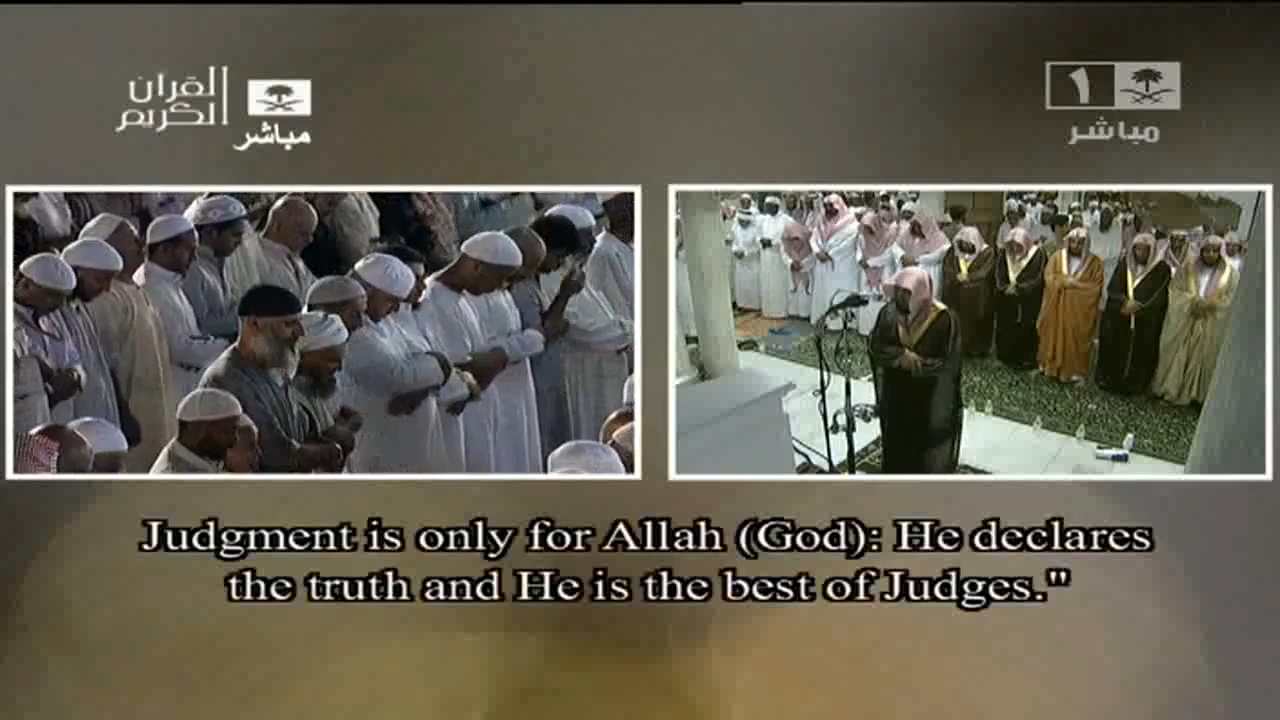 القرآن
الكريم
مباشر
١
مباشر
Judgment is only for Allah (God): He declares
the truth and He is the best of Judges."